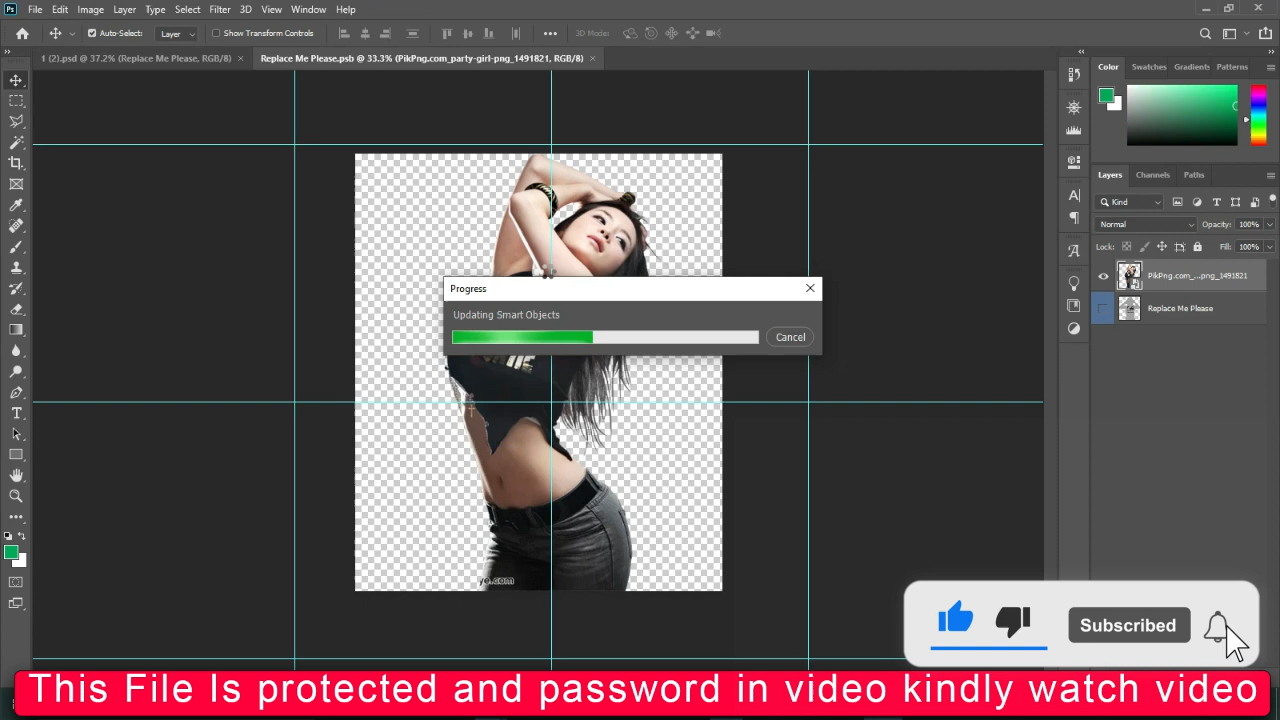 Ps File Edit Image Layer Type Select Filter 3D View Window Help
Auto-Select: Layer Show Transform Controls 3D Mode:
1 (2).psd @ 37.2% (Replace Me Please, RGB/8) × Replace Me Please.psb @ 33.3% (PikPng.com_party-girl-png_1491821, RGB/8) ×
Color Swatches Gradients Patterns
Layers Channels Paths
Kind
Normal Opacity: 100%
Lock: Fill: 100%
PikPng.com_...png_1491821
Replace Me Please
Progress
Updating Smart Objects
Cancel
ye.com
Subscribed
This File Is protected and password in video kindly watch video